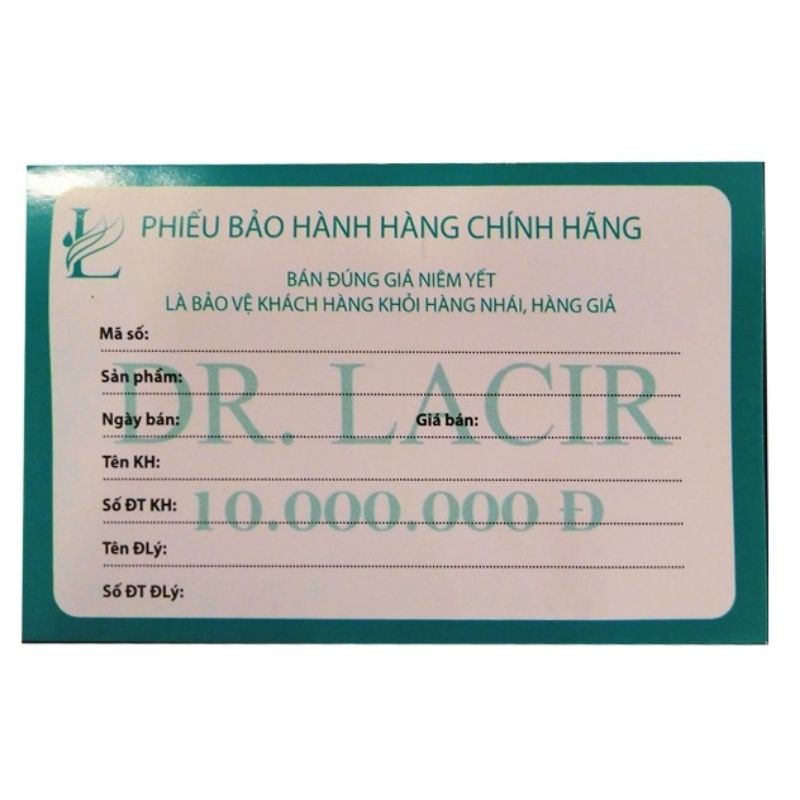 PHIẾU BẢO HÀNH HÀNG CHÍNH HÃNG
BÁN ĐÚNG GIÁ NIÊM YẾT
LÀ BẢO VỆ KHÁCH HÀNG KHỎI HÀNG NHÁI, HÀNG GIẢ
Mã số:
Sản phẩm:
DR. LACIR
Ngày bán: Giá bán:
Tên KH:
Số ĐT KH:
10.000.000 Đ
Tên ĐLý:
Số ĐT ĐLý: